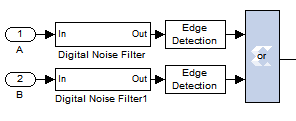 1
A
In
Out
Digital Noise Filter
Edge
Detection
2
B
In
Out
Digital Noise Filter1
Edge
Detection
or